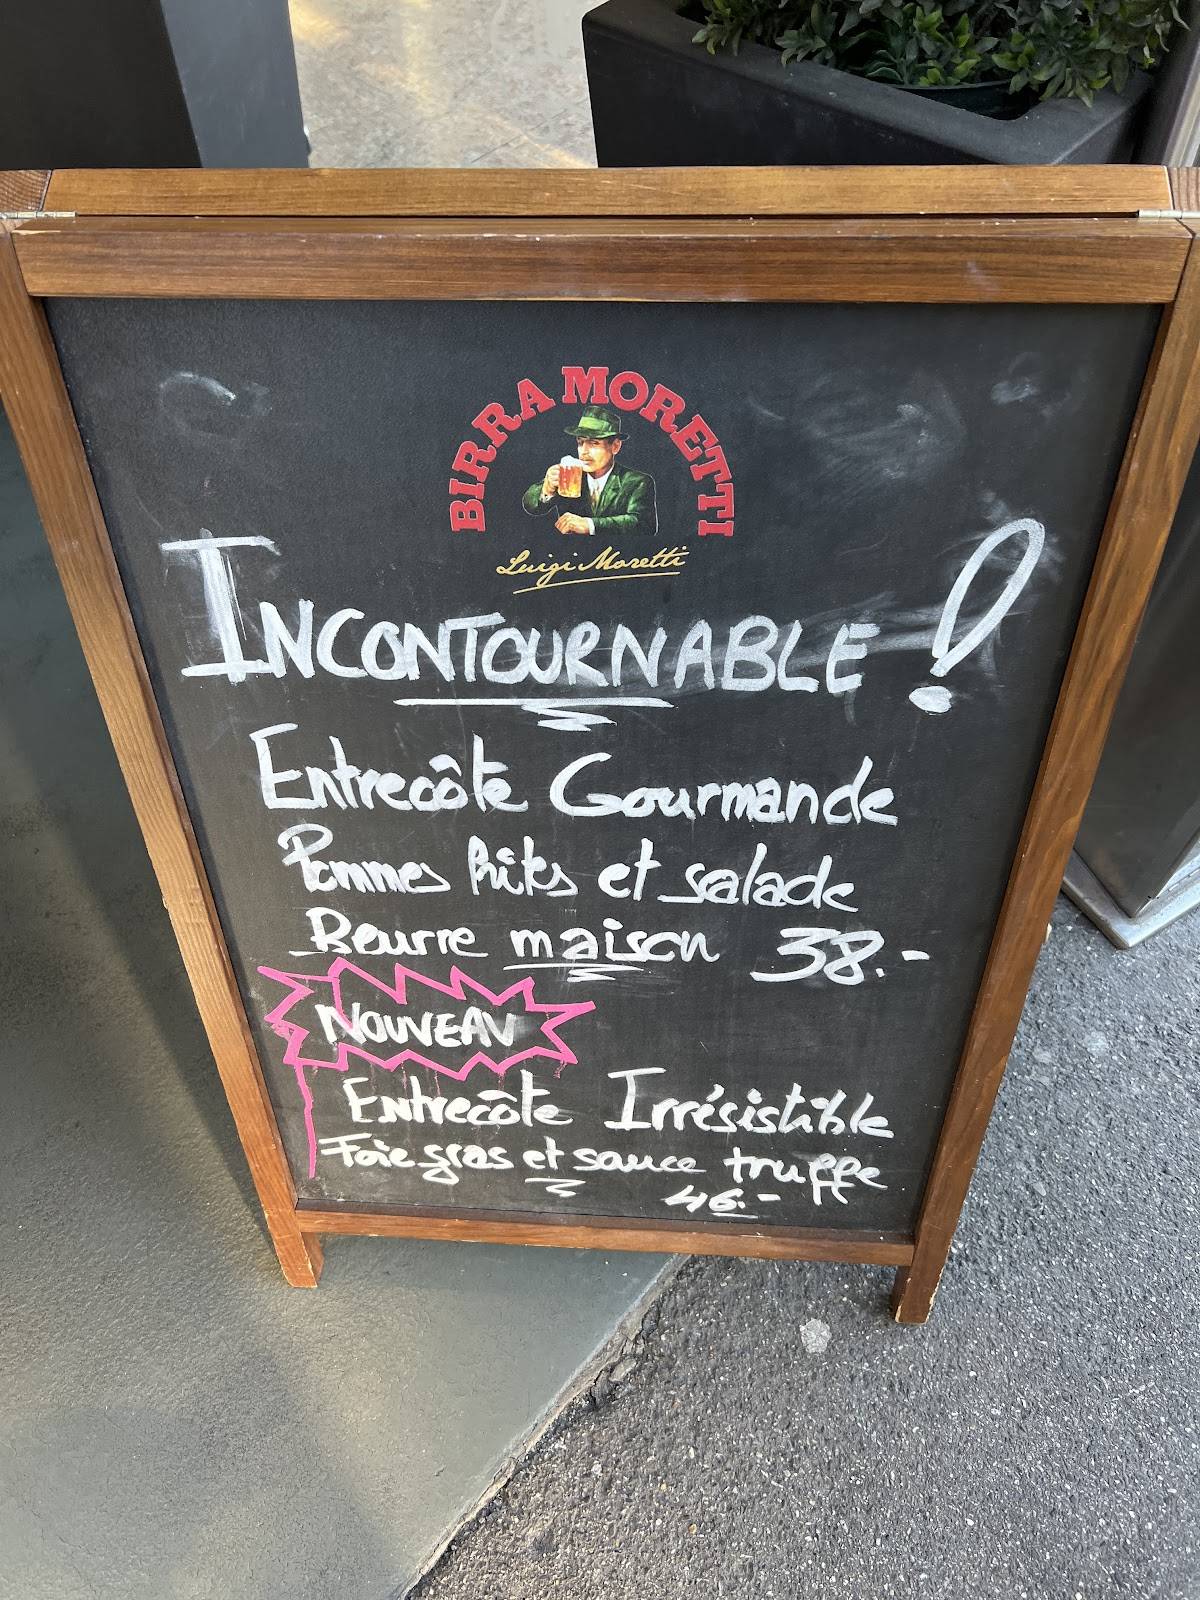 BIRRA MORETTI
Luigi Moretti
INCONTOURNABLE !
Entrecôte Gourmande
Pommes frites et salade
Beurre maison 38.-
NOUVEAU
Entrecôte Irrésistible
Foie gras et sauce truffe
46.-